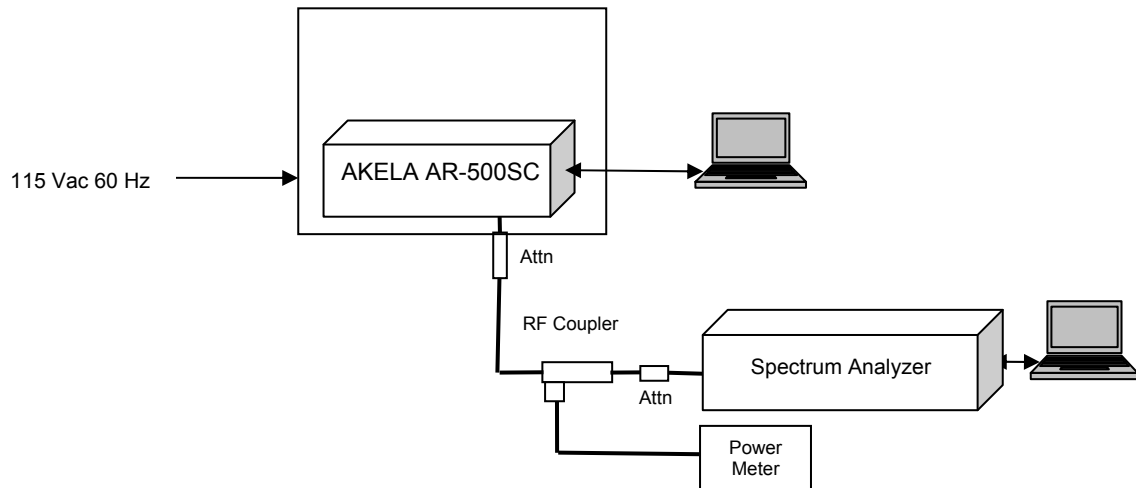 AKELA AR-500SC
115 Vac 60 Hz
Attn
RF Coupler
Spectrum Analyzer
Attn
Power
Meter